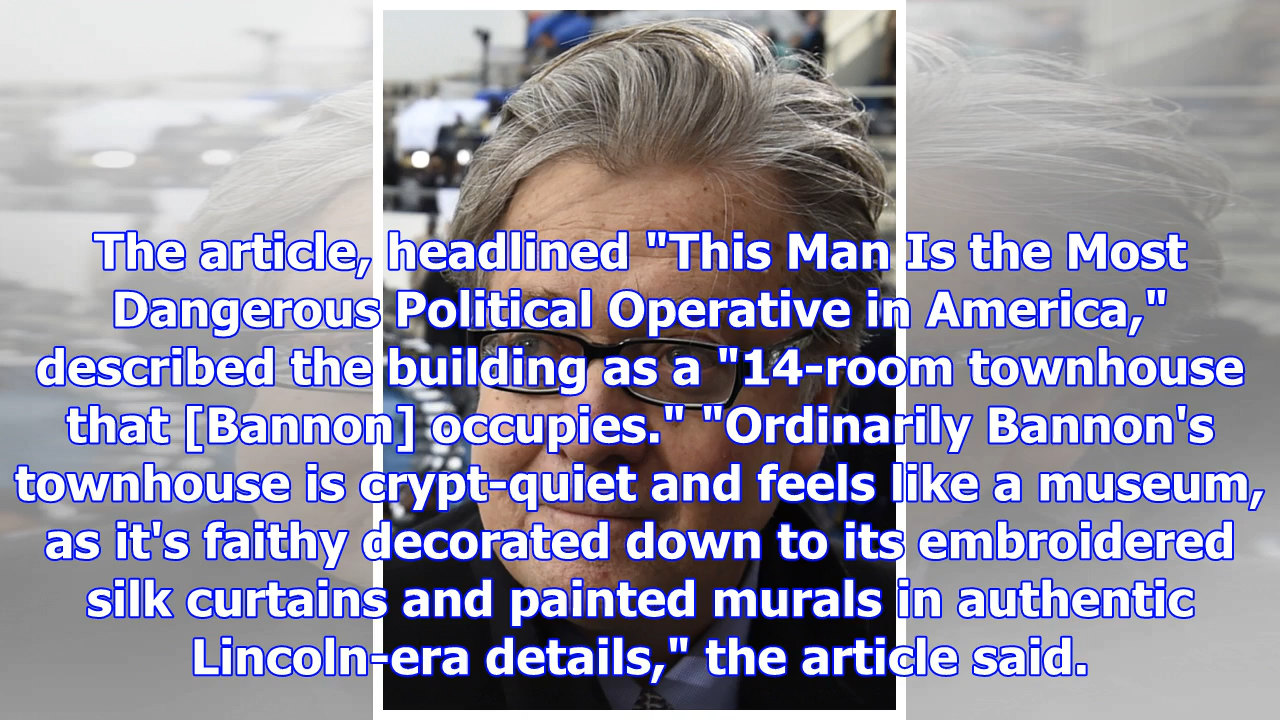 The article, headlined "This Man Is the Most
Dangerous Political Operative in America,"
described the building as a "14-room townhouse
that [Bannon] occupies." "Ordinarily Bannon's
townhouse is crypt-quiet and feels like a museum,
as it's faithy decorated down to its embroidered
silk curtains and painted murals in authentic
Lincoln-era details," the article said.